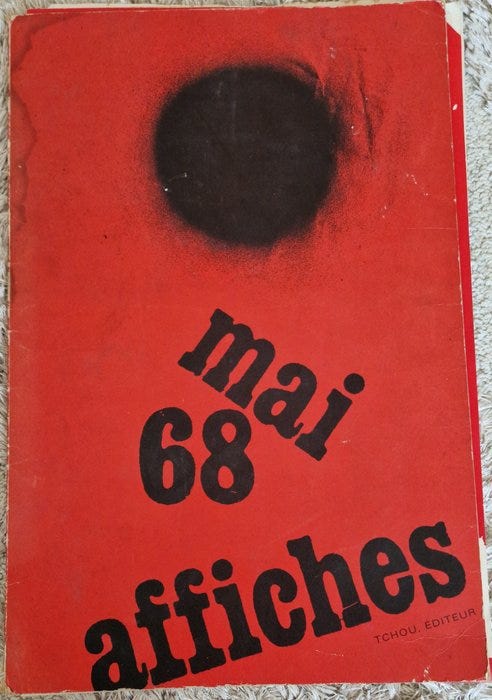 mai
68
affiches
TCHOU, ÉDITEUR